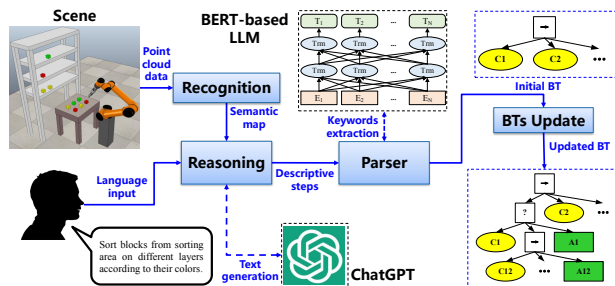 Scene
BERT-based
LLM
T1 T2 ... TN
Trm Trm ... Trm
Trm Trm ... Trm
E1 E2 ... EN
→
C1 C2 •••
Point
cloud
data
Recognition
Semantic
map
Keywords
extraction
Initial BT
BTs Update
Updated BT
Language
input
Reasoning
Descriptive
steps
Parser
Sort blocks from sorting
area on different layers
according to their colors.
Text
generation
ChatGPT
→
? C2 •••
C1 → A1
C12 ••• A12